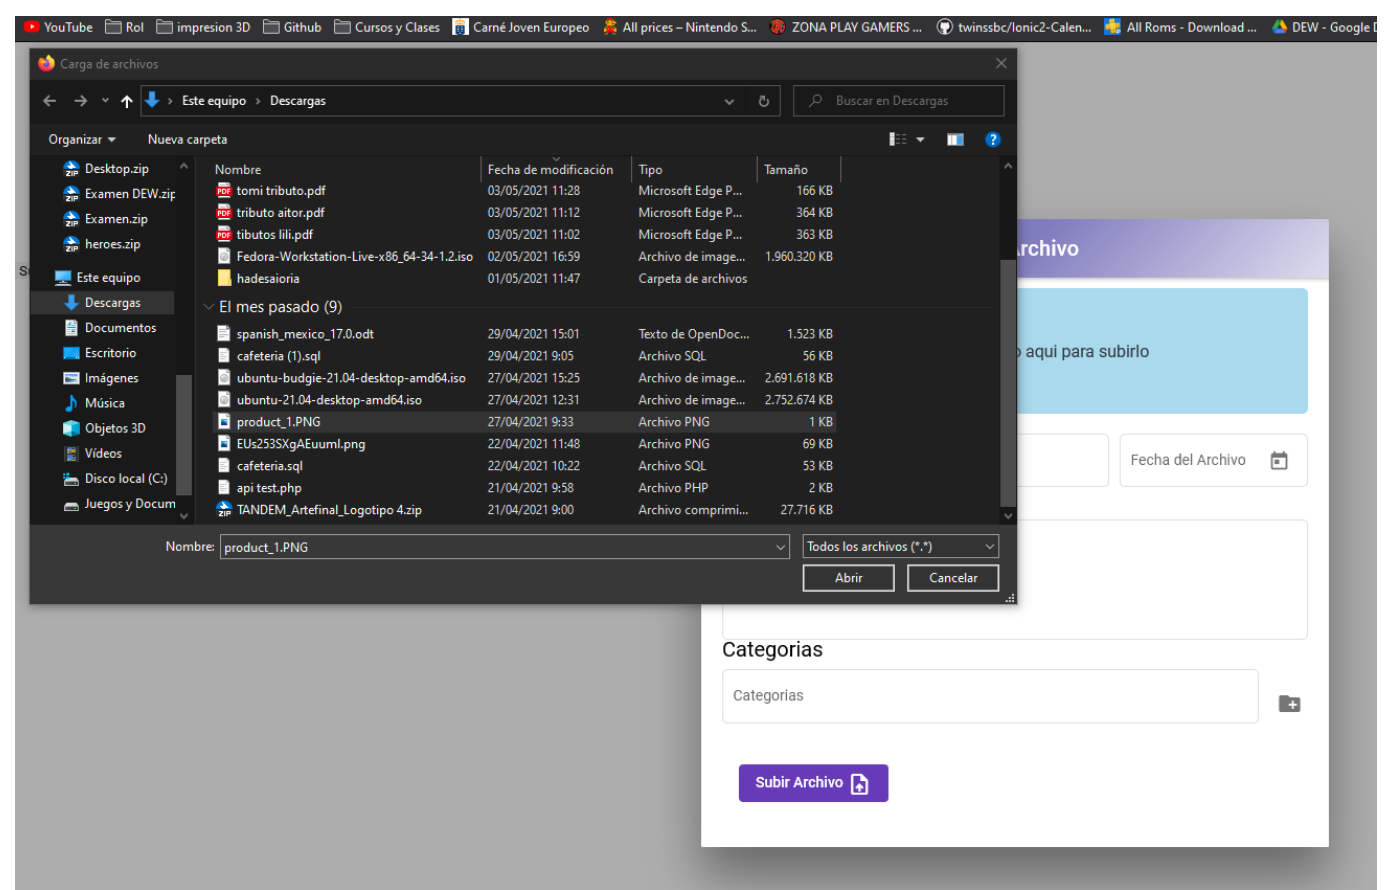 YouTube Rol impresion 3D Github Cursos y Clases Carné Joven Europeo All prices – Nintendo S... ZONA PLAY GAMERS ... twinssbc/Ionic2-Calen... All Roms - Download ... DEW - Google
Carga de archivos
Este equipo > Descargas
Buscar en Descargas
Organizar
Nueva carpeta
Desktop.zip
Examen DEW.zip
Examen.zip
heroes.zip
Este equipo
Descargas
Documentos
Escritorio
Imágenes
Música
Objetos 3D
Vídeos
Disco local (C:)
Juegos y Docum
Nombre Fecha de modificación Tipo Tamaño
tomi tributo.pdf 03/05/2021 11:28 Microsoft Edge P... 166 KB
tributo aitor.pdf 03/05/2021 11:12 Microsoft Edge P... 364 KB
tibutos lili.pdf 03/05/2021 11:02 Microsoft Edge P... 363 KB
Fedora-Workstation-Live-x86_64-34-1.2.iso 02/05/2021 16:59 Archivo de image... 1.960.320 KB
hadesaioria 01/05/2021 11:47 Carpeta de archivos
El mes pasado (9)
spanish_mexico_17.0.odt 29/04/2021 15:01 Texto de OpenDoc... 1.523 KB
cafeteria (1).sql 29/04/2021 9:05 Archivo SQL 56 KB
ubuntu-budgie-21.04-desktop-amd64.iso 27/04/2021 15:25 Archivo de image... 2.691.618 KB
ubuntu-21.04-desktop-amd64.iso 27/04/2021 12:31 Archivo de image... 2.752.674 KB
product_1.PNG 27/04/2021 9:33 Archivo PNG 1 KB
EUs253SXgAEuuml.png 22/04/2021 11:48 Archivo PNG 69 KB
cafeteria.sql 22/04/2021 10:22 Archivo SQL 53 KB
api test.php 21/04/2021 9:58 Archivo PHP 2 KB
TANDEM_Artefinal_Logotipo 4.zip 21/04/2021 9:00 Archivo comprimi... 27.716 KB
Nombre: product_1.PNG
Todos los archivos (*.*)
Abrir
Cancelar
rchivo
aqui para subirlo
Fecha del Archivo
Categorias
Categorias
Subir Archivo